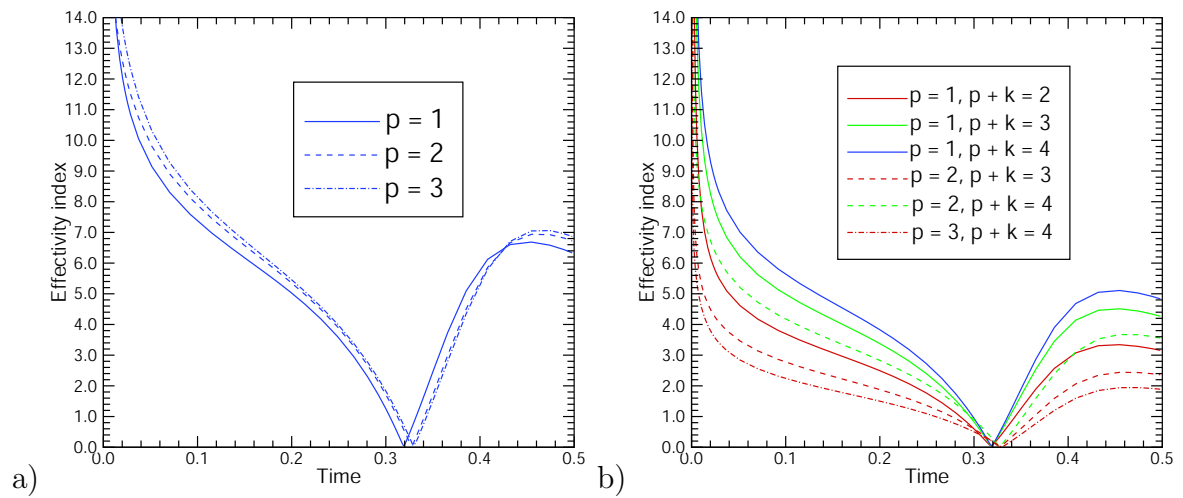 14.0
13.0
12.0
11.0
10.0
9.0
8.0
7.0
6.0
5.0
4.0
3.0
2.0
1.0
0.0
Effectivity index
p = 1
p = 2
p = 3
0.0 0.1 0.2 0.3 0.4 0.5
Time
a)
14.0
13.0
12.0
11.0
10.0
9.0
8.0
7.0
6.0
5.0
4.0
3.0
2.0
1.0
0.0
Effectivity index
p = 1, p + k = 2
p = 1, p + k = 3
p = 1, p + k = 4
p = 2, p + k = 3
p = 2, p + k = 4
p = 3, p + k = 4
0.0 0.1 0.2 0.3 0.4 0.5
Time
b)